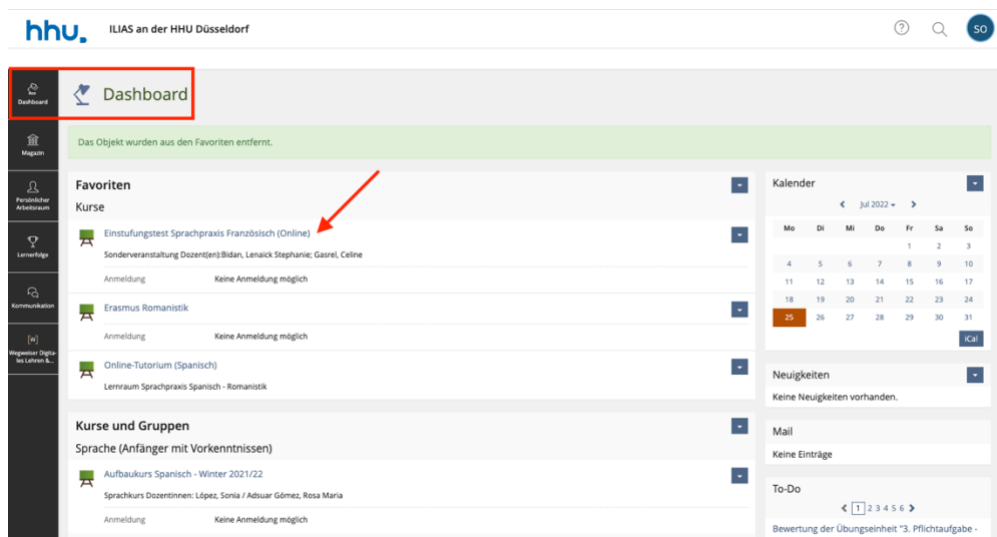 hhu.
ILIAS an der HHU Düsseldorf
?
SO
Dashboard
Magazin
Persönlicher
Arbeitsraum
Lernerfolge
Kommunikation
[w]
Wegweiser Digita-
les Lehren &...
Dashboard
Das Objekt wurden aus den Favoriten entfernt.
Favoriten
Kurse
Einstufungstest Sprachpraxis Französisch (Online)
Sonderveranstaltung Dozent(en):Bidan, Lenaick Stephanie; Gasrel, Celine
Anmeldung Keine Anmeldung möglich
Erasmus Romanistik
Anmeldung Keine Anmeldung möglich
Online-Tutorium (Spanisch)
Lernraum Sprachpraxis Spanisch - Romanistik
Kurse und Gruppen
Sprache (Anfänger mit Vorkenntnissen)
Aufbaukurs Spanisch - Winter 2021/22
Sprachkurs Dozentinnen: López, Sonia / Adsuar Gómez, Rosa Maria
Anmeldung Keine Anmeldung möglich
Kalender
Jul 2022
Mo Di Mi Do Fr Sa So
1 2 3
4 5 6 7 8 9 10
11 12 13 14 15 16 17
18 19 20 21 22 23 24
25 26 27 28 29 30 31
iCal
Neuigkeiten
Keine Neuigkeiten vorhanden.
Mail
Keine Einträge
To-Do
1 2 3 4 5 6
Bewertung der Übungseinheit "3. Pflichtaufgabe -